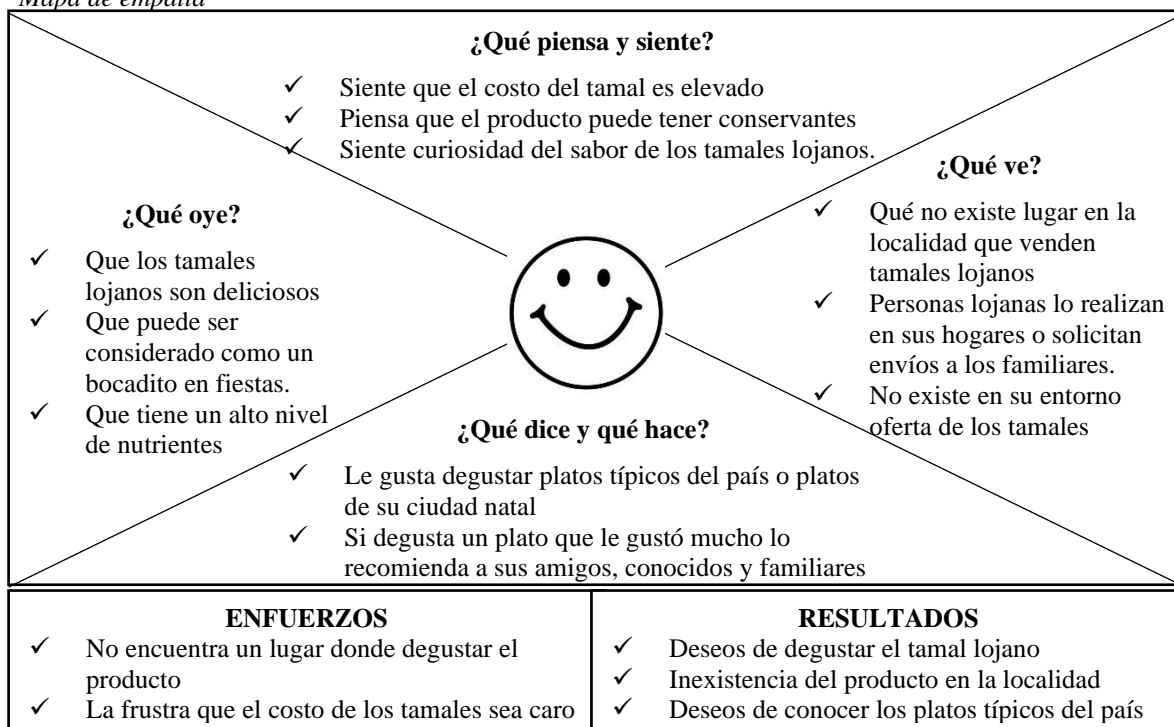 Mapa de empatía
¿Qué piensa y siente?
✓ Siente que el costo del tamal es elevado
✓ Piensa que el producto puede tener conservantes
✓ Siente curiosidad del sabor de los tamales lojanos.
¿Qué oye?
✓ Que los tamales
lojanos son deliciosos
✓ Que puede ser
considerado como un
bocadito en fiestas.
✓ Que tiene un alto nivel
de nutrientes
¿Qué ve?
✓ Qué no existe lugar en la
localidad que venden
tamales lojanos
✓ Personas lojanas lo realizan
en sus hogares o solicitan
envíos a los familiares.
✓ No existe en su entorno
oferta de los tamales
¿Qué dice y qué hace?
✓ Le gusta degustar platos típicos del país o platos
de su ciudad natal
✓ Si degusta un plato que le gustó mucho lo
recomienda a sus amigos, conocidos y familiares
ENFUERZOS
✓ No encuentra un lugar donde degustar el
producto
✓ La frustra que el costo de los tamales sea caro
RESULTADOS
✓ Deseos de degustar el tamal lojano
✓ Inexistencia del producto en la localidad
✓ Deseos de conocer los platos típicos del país